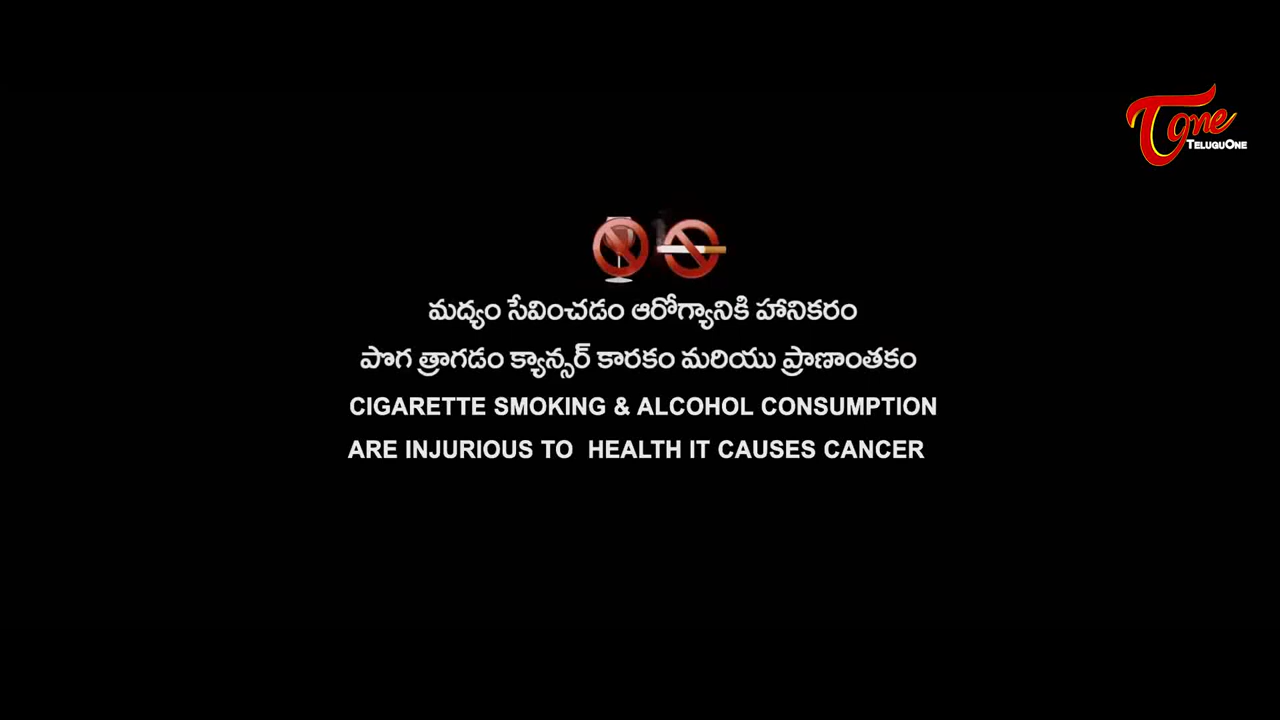 Tone
TELUGUONE
మద్యం సేవించడం ఆరోగ్యానికి హానికరం
పొగ త్రాగడం క్యాన్సర్ కారకం మరియు ప్రాణాంతకం
CIGARETTE SMOKING & ALCOHOL CONSUMPTION
ARE INJURIOUS TO HEALTH IT CAUSES CANCER